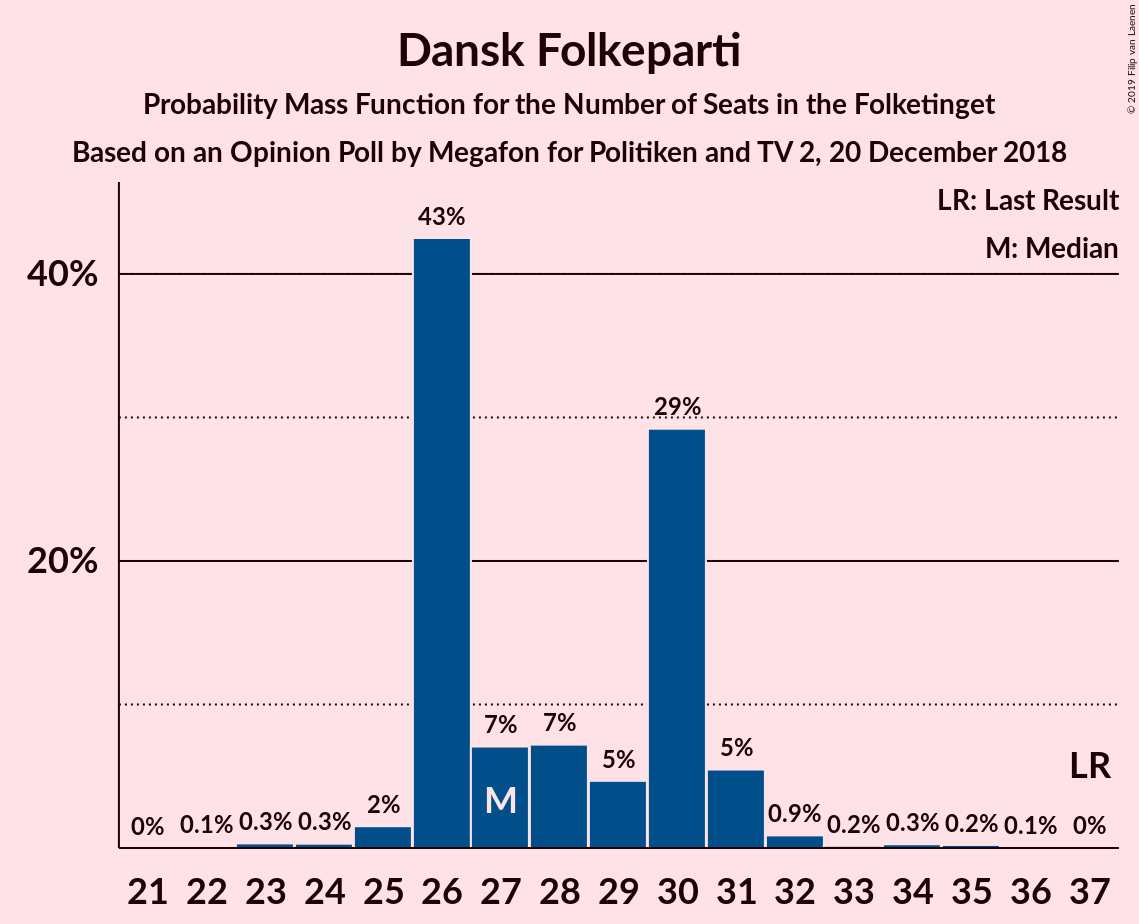 Dansk Folkeparti
Probability Mass Function for the Number of Seats in the Folketinget
Based on an Opinion Poll by Megafon for Politiken and TV 2, 20 December 2018
© 2019 Filip van Laenen
LR: Last Result
M: Median
40%
20%
0% 0.1% 0.3% 0.3% 2% 43% 7% 7% 5% 29% 5% 0.9% 0.2% 0.3% 0.2% 0.1% 0%
M
LR
21 22 23 24 25 26 27 28 29 30 31 32 33 34 35 36 37